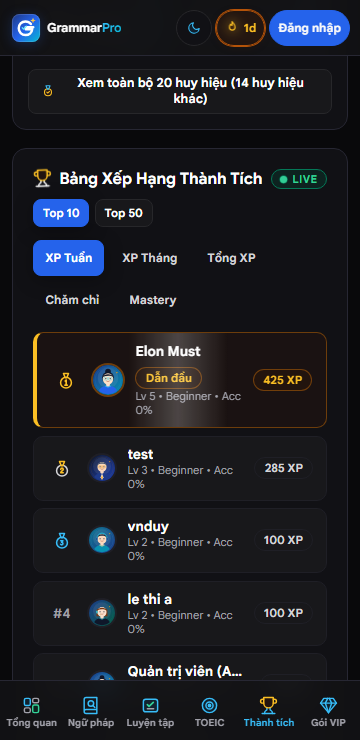 GrammarPro
1d
Đăng nhập
Xem toàn bộ 20 huy hiệu (14 huy hiệu
khác)
Bảng Xếp Hạng Thành Tích
LIVE
Top 10
Top 50
XP Tuần
XP Tháng
Tổng XP
Chăm chỉ
Mastery
1
Elon Must
Dẫn đầu
Lv 5 • Beginner • Acc
0%
425 XP
2
test
Lv 3 • Beginner • Acc
0%
285 XP
3
vnduy
Lv 2 • Beginner • Acc
0%
100 XP
#4
le thi a
Lv 2 • Beginner • Acc
0%
100 XP
Quản trị viên (A...
Tổng quan
Ngữ pháp
Luyện tập
TOEIC
Thành tích
Gói VIP